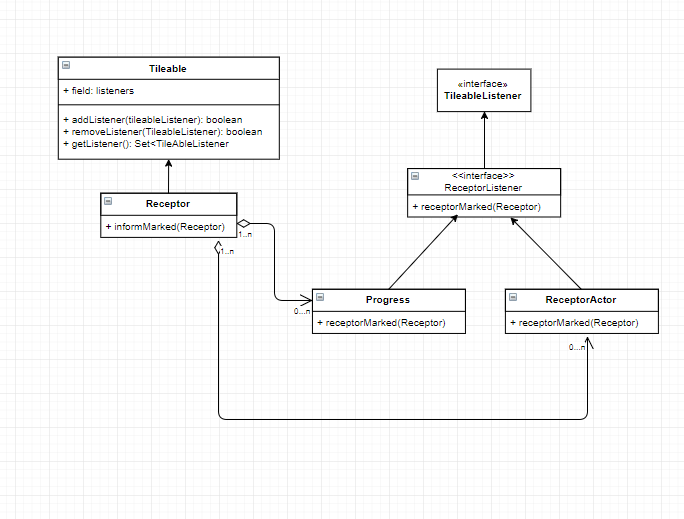 Tileable
+ field: listeners
+ addListener(tileableListener): boolean
+ removeListener(TileableListener): boolean
+ getListener(): Set<TileAbleListener
«interface»
TileableListener
<<interface>>
ReceptorListener
+ receptorMarked(Receptor)
Receptor
+ informMarked(Receptor)
1..n
1..n
Progress
+ receptorMarked(Receptor)
0...n
ReceptorActor
+ receptorMarked(Receptor)
0...n